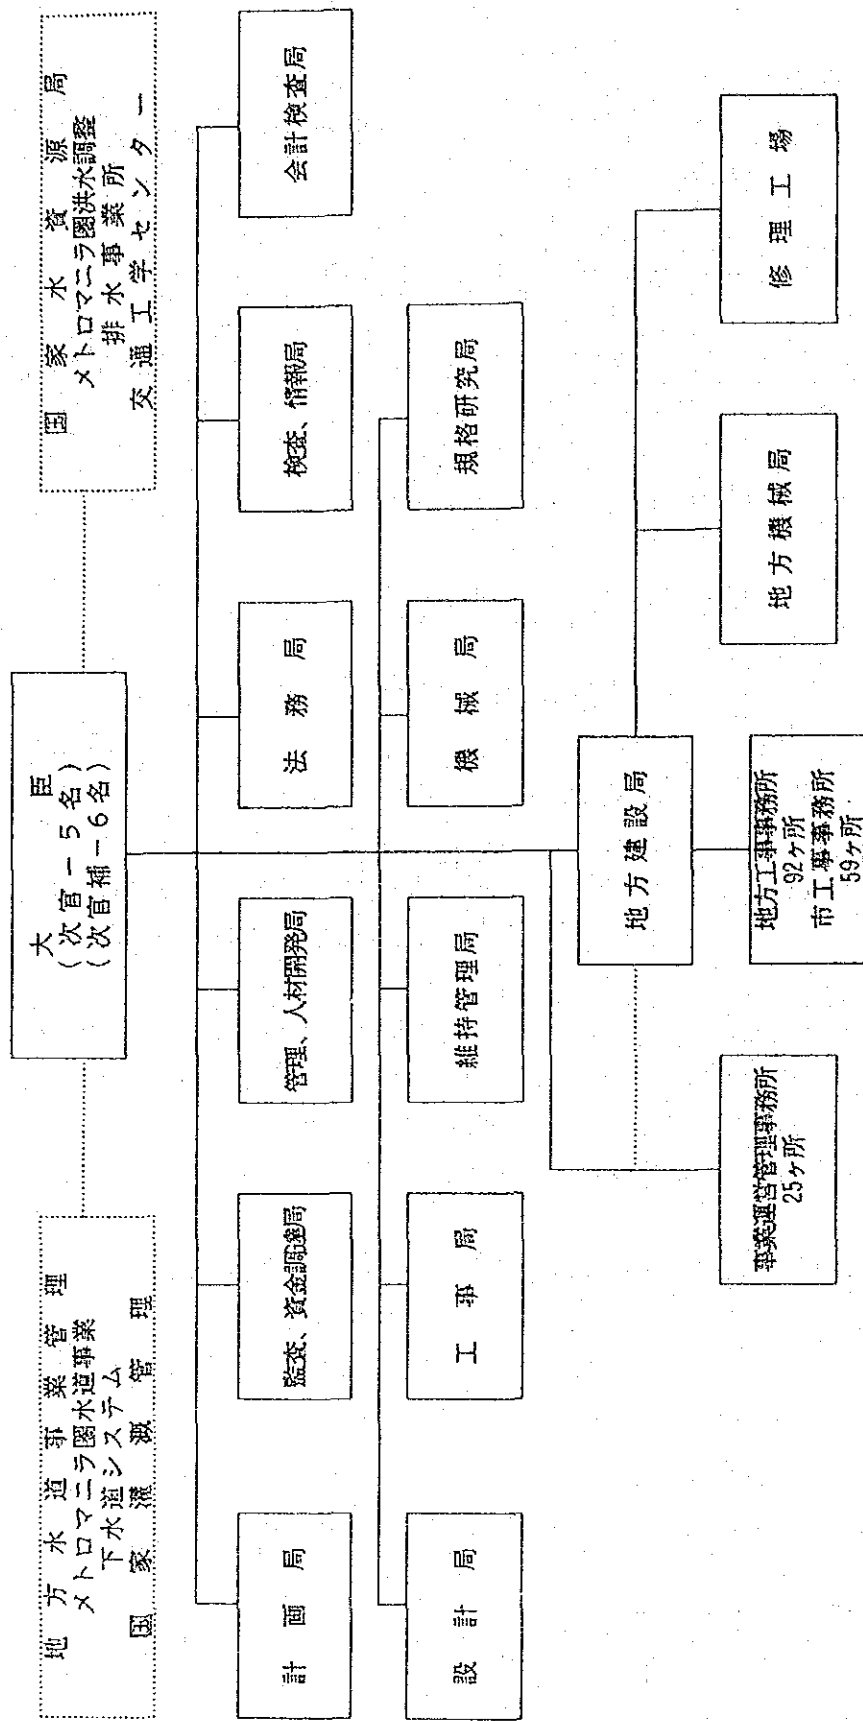 大臣
(次官－5名)
(次官補－6名)
地方水道事業管理
メトロマニラ圏水道事業
下水道システム
国家灌漑管理
国家水資源局
メトロマニラ圏洪水調整
排水事業所
交通工学センター
計画局
監査、資金調達局
管理、人材開発局
法務局
検査、情報局
会計検査局
設計局
工事局
維持管理局
機械局
規格研究局
地方建設局
事業運営管理事務所
25ヶ所
地方工事事務所
92ヶ所
市工事事務所
59ヶ所
地方機械局
修理工場